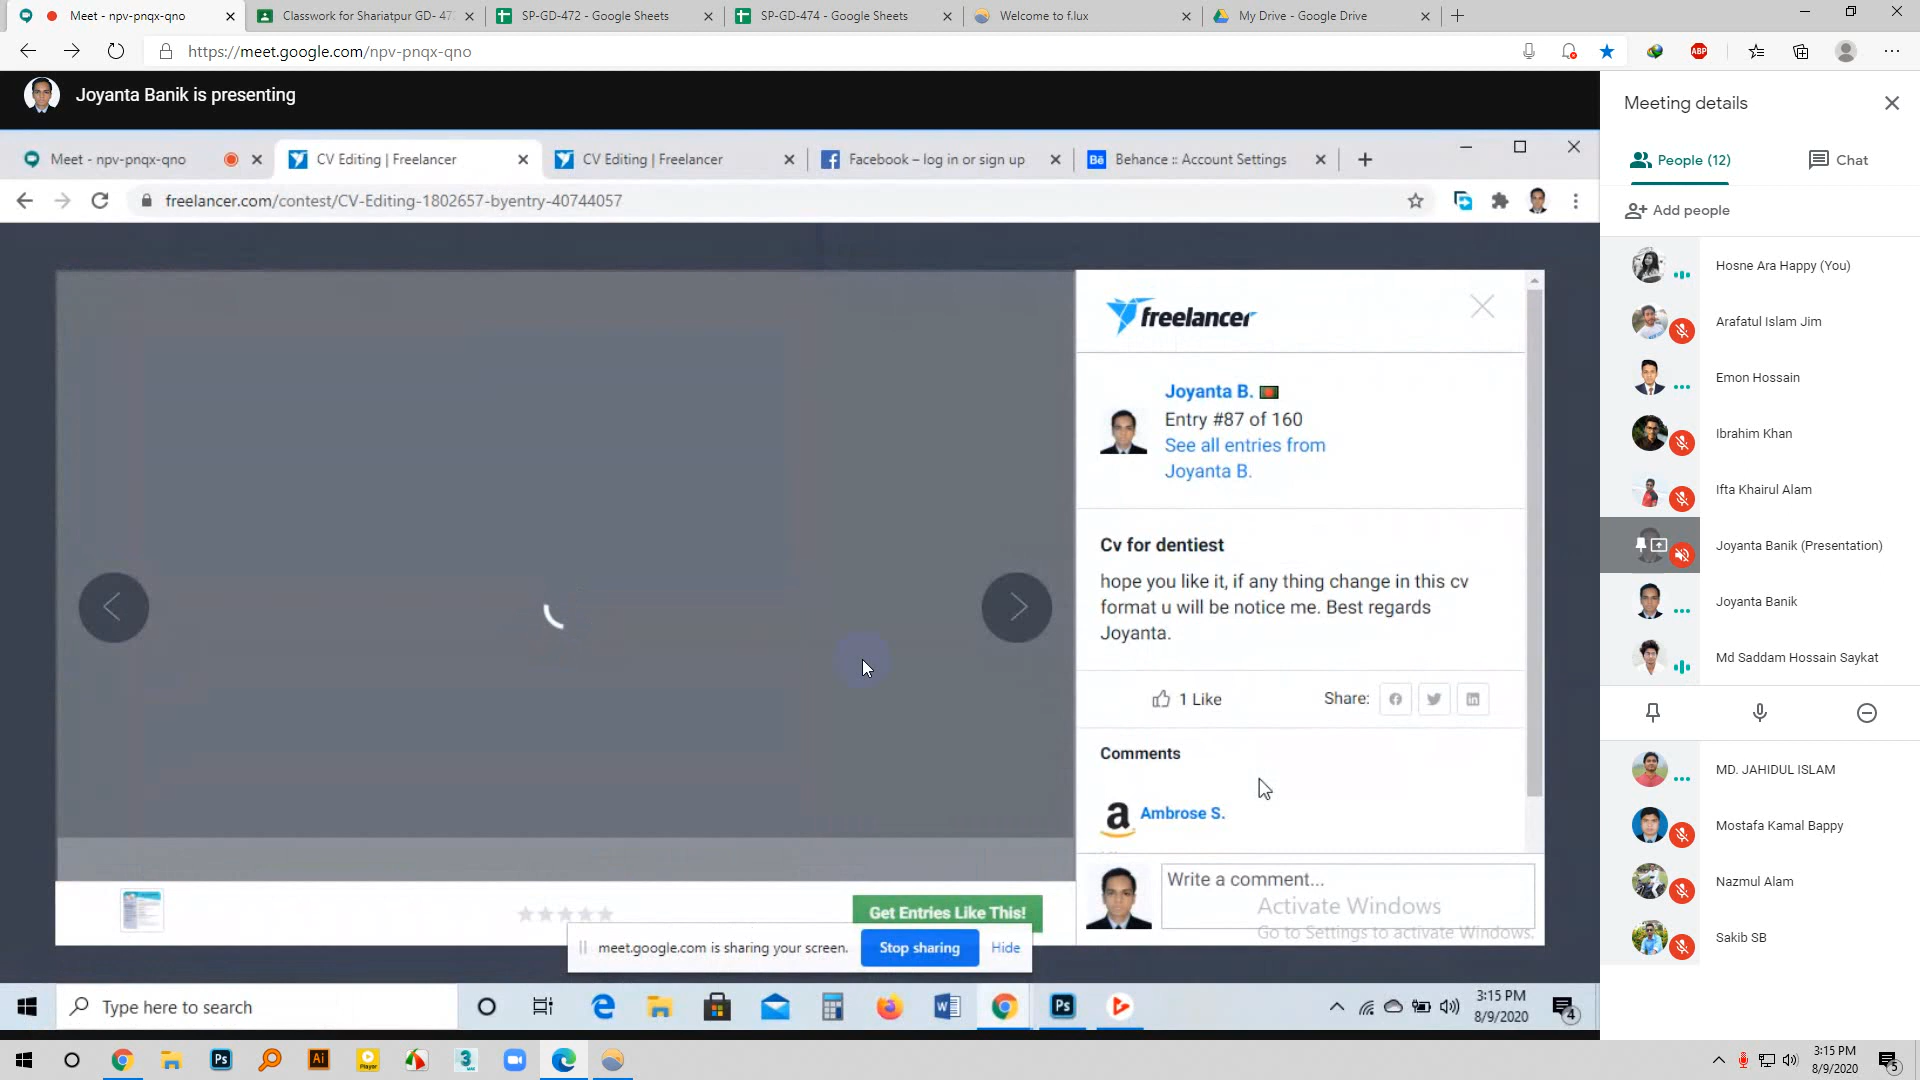 Meet - npv-pnqx-qno
Classwork for Shariatpur GD- 47
SP-GD-472 - Google Sheets
SP-GD-474 - Google Sheets
Welcome to f.lux
My Drive - Google Drive
https://meet.google.com/npv-pnqx-qno
ABP
Joyanta Banik is presenting
Meet - npv-pnqx-qno
CV Editing | Freelancer
CV Editing | Freelancer
Facebook – log in or sign up
Bē
Behance :: Account Settings
freelancer.com/contest/CV-Editing-1802657-byentry-40744057
freelancer
Joyanta B.
Entry #87 of 160
See all entries from
Joyanta B.
Cv for dentiest
hope you like it, if any thing change in this cv
format u will be notice me. Best regards
Joyanta.
1 Like
Share:
Comments
a
Ambrose S.
Write a comment...
Get Entries Like This!
Activate Windows
Go to Settings to activate Windows.
meet.google.com is sharing your screen.
Stop sharing
Hide
Type here to search
Ps
3:15 PM
8/9/2020
4
Meeting details
People (12)
Chat
Add people
Hosne Ara Happy (You)
Arafatul Islam Jim
Emon Hossain
Ibrahim Khan
Ifta Khairul Alam
Joyanta Banik (Presentation)
Joyanta Banik
Md Saddam Hossain Saykat
MD. JAHIDUL ISLAM
Mostafa Kamal Bappy
Nazmul Alam
Sakib SB
Ps
Ai
Player
3
3:15 PM
8/9/2020
5